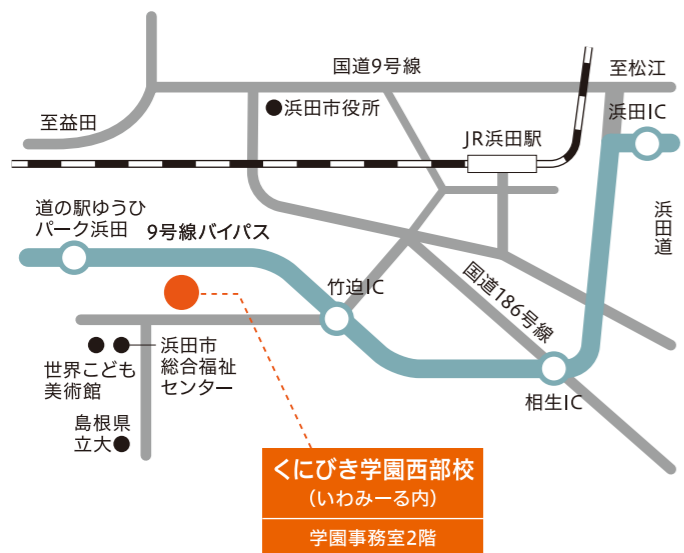 国道9号線
至松江
浜田市役所
浜田IC
至益田
JR浜田駅
道の駅ゆうひ
パーク浜田
9号線バイパス
浜田道
竹迫IC
国道186号線
世界こども
美術館
浜田市
総合福祉
センター
相生IC
島根県
立大
くにびき学園西部校
（いわみーる内）
学園事務室2階